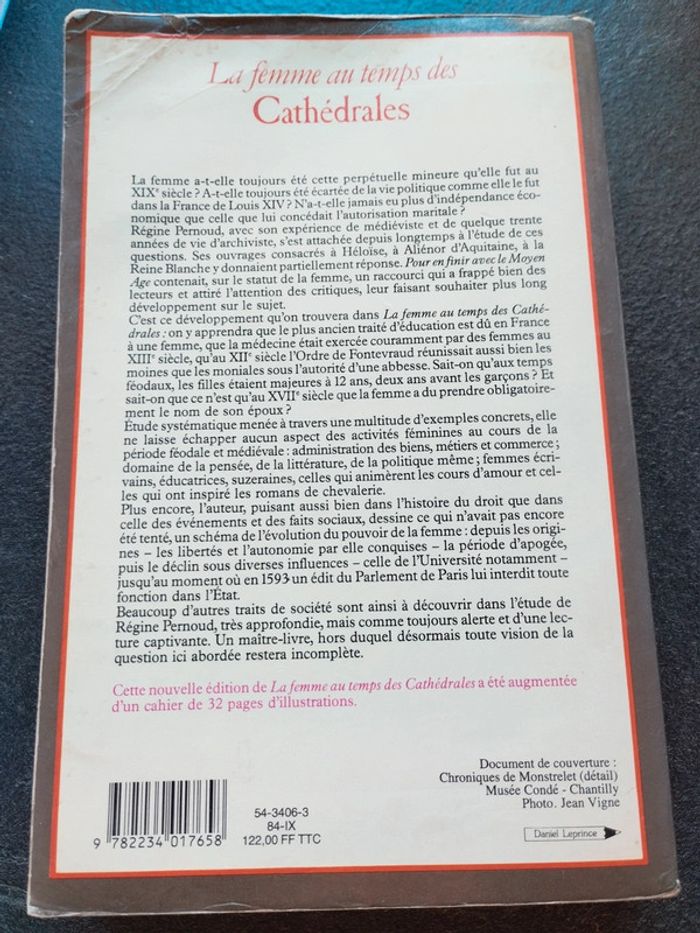 La femme au temps des
Cathédrales
La femme a-t-elle toujours été cette perpétuelle mineure qu'elle fut au
XIXe siècle ? A-t-elle toujours été écartée de la vie politique comme elle le fut
dans la France de Louis XIV ? N'a-t-elle jamais eu plus d'indépendance éco-
nomique que celle que lui concédait l'autorisation maritale ?
Régine Pernoud, avec son expérience de médiéviste et de quelque trente
années de vie d'archiviste, s'est attachée depuis longtemps à l'étude de ces
questions. Ses ouvrages consacrés à Héloïse, à Aliénor d'Aquitaine, à la
Reine Blanche y donnaient partiellement réponse. Pour en finir avec le Moyen
Age contenait, sur le statut de la femme, un raccourci qui a frappé bien des
lecteurs et attiré l'attention des critiques, leur faisant souhaiter plus long
développement sur le sujet.
C'est ce développement qu'on trouvera dans La femme au temps des Cathé-
drales : on y apprendra que le plus ancien traité d'éducation est dû en France
à une femme, que la médecine était exercée couramment par des femmes au
XIIIe siècle, qu'au XIIe siècle l'Ordre de Fontevraud réunissait aussi bien les
moines que les moniales sous l'autorité d'une abbesse. Sait-on qu'aux temps
féodaux, les filles étaient majeures à 12 ans, deux ans avant les garçons ? Et
sait-on que ce n'est qu'au XVIIe siècle que la femme a du prendre obligatoire-
ment le nom de son époux ?
Étude systématique menée à travers une multitude d'exemples concrets, elle
ne laisse échapper aucun aspect des activités féminines au cours de la
période féodale et médiévale : administration des biens, métiers et commerce ;
domaine de la pensée, de la littérature, de la politique même ; femmes écri-
vains, éducatrices, suzeraines, celles qui animèrent les cours d'amour et cel-
les qui ont inspiré les romans de chevalerie.
Plus encore, l'auteur, puisant aussi bien dans l'histoire du droit que dans
celle des événements et des faits sociaux, dessine ce qui n'avait pas encore
été tenté, un schéma de l'évolution du pouvoir de la femme : depuis les origi-
nes – les libertés et l'autonomie par elle conquises – la période d'apogée,
puis le déclin sous diverses influences – celle de l'Université notamment –
jusqu'au moment où en 1593 un édit du Parlement de Paris lui interdit toute
fonction dans l'État.
Beaucoup d'autres traits de société sont ainsi à découvrir dans l'étude de
Régine Pernoud, très approfondie, mais comme toujours alerte et d'une lec-
ture captivante. Un maître-livre, hors duquel désormais toute vision de la
question ici abordée restera incomplète.
Cette nouvelle édition de La femme au temps des Cathédrales a été augmentée
d'un cahier de 32 pages d'illustrations.
Document de couverture :
Chroniques de Monstrelet (détail)
Musée Condé - Chantilly
Photo. Jean Vigne
Daniel Leprince
54-3406-3
84-IX
122,00 FF TTC
9 782234 017658